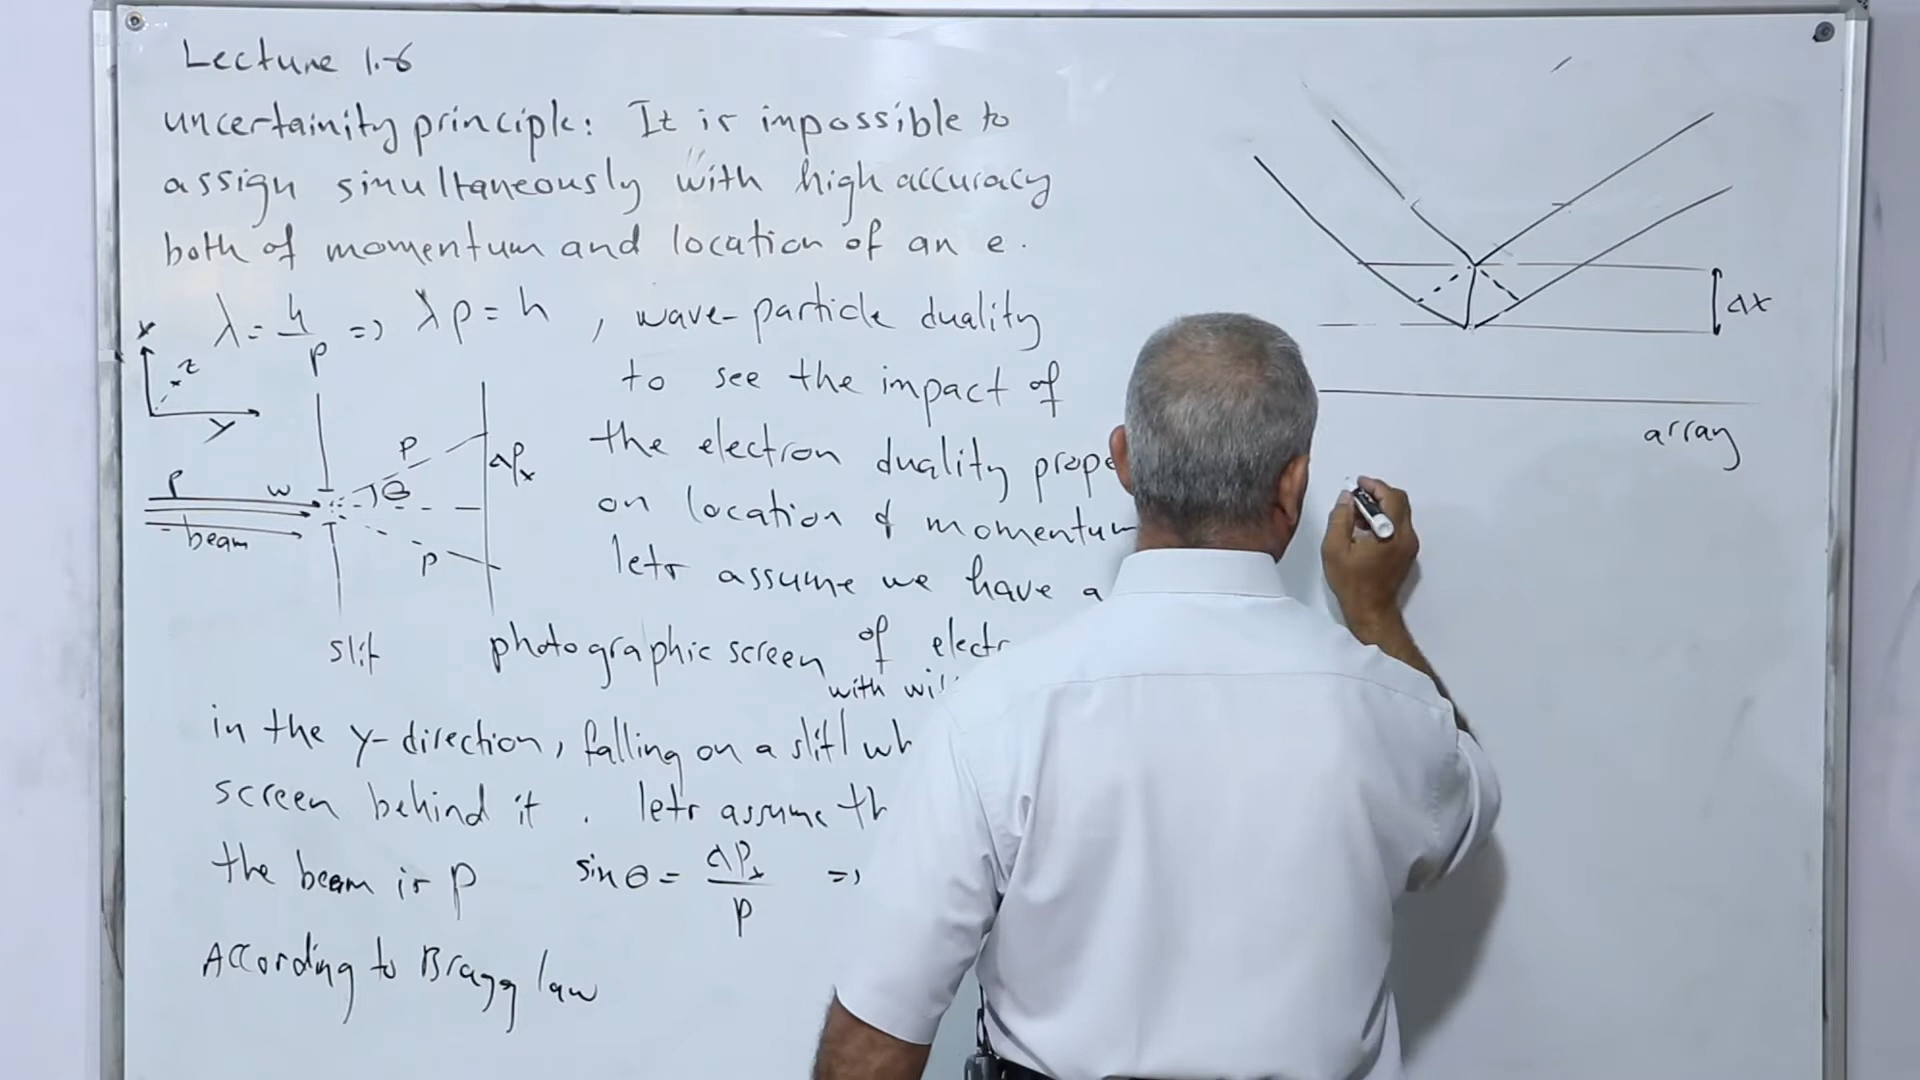 Lecture 1.6
uncertainity principle: It is impossible to
assign simultaneously with high accuracy
both of momentum and location of an e.
λ = h/p => λp = h , wave-particle duality
to see the impact of
the electron duality prope
on location & momentum
lets assume we have a
x
z
y
p
w
beam
θ
p
p
ΔPx
slit
photographic screen
of electr
with wi
in the y-direction, falling on a slit wh
screen behind it . lets assume th
the beam is p sin θ = ΔPx/p =>
According to Bragg law
Δx
array